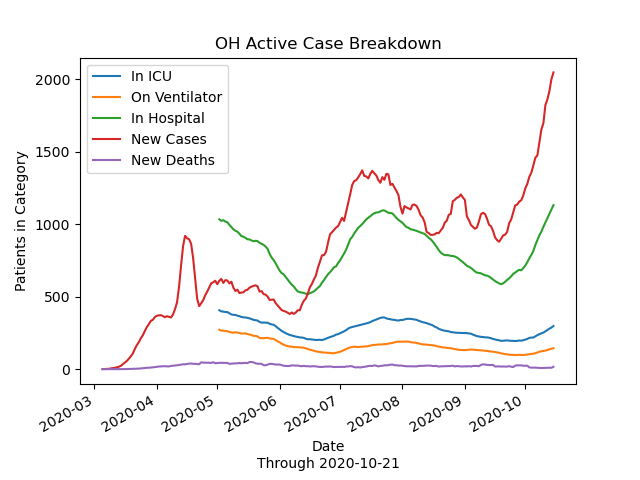 OH Active Case Breakdown
In ICU
On Ventilator
In Hospital
New Cases
New Deaths
Patients in Category
2000
1500
1000
500
0
2020-03
2020-04
2020-05
2020-06
2020-07
2020-08
2020-09
2020-10
Date
Through 2020-10-21